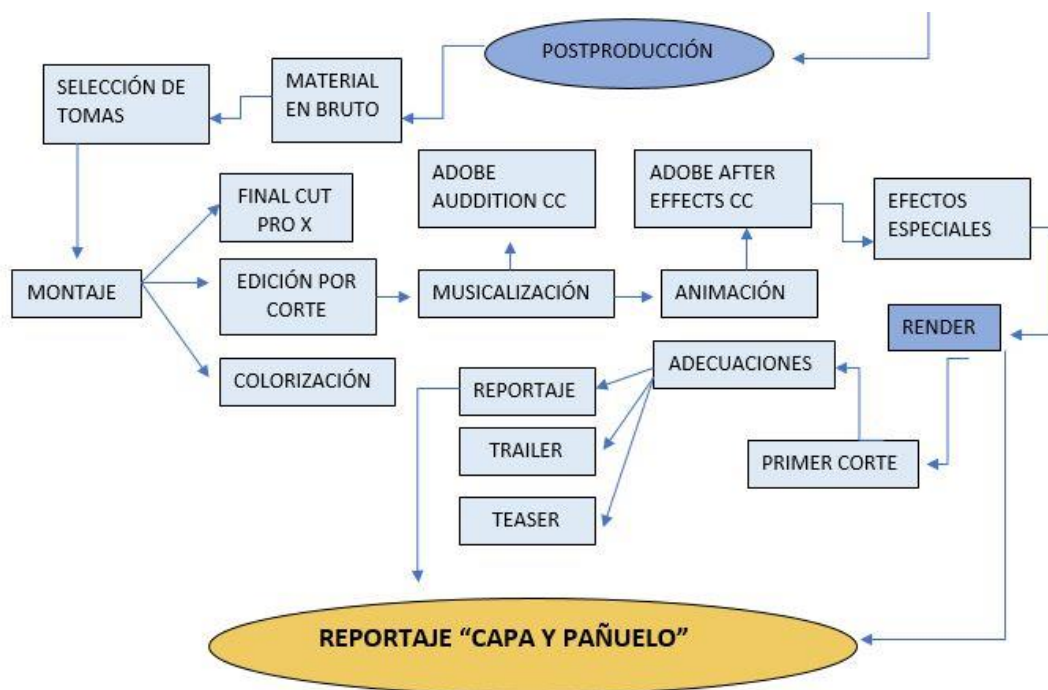 POSTPRODUCCIÓN
MATERIAL
EN BRUTO
SELECCIÓN DE
TOMAS
MONTAJE
FINAL CUT
PRO X
EDICIÓN POR
CORTE
COLORIZACIÓN
ADOBE
AUDDITION CC
MUSICALIZACIÓN
ADOBE AFTER
EFFECTS CC
ANIMACIÓN
EFECTOS
ESPECIALES
RENDER
PRIMER CORTE
ADECUACIONES
REPORTAJE
TRAILER
TEASER
REPORTAJE “CAPA Y PAÑUELO”